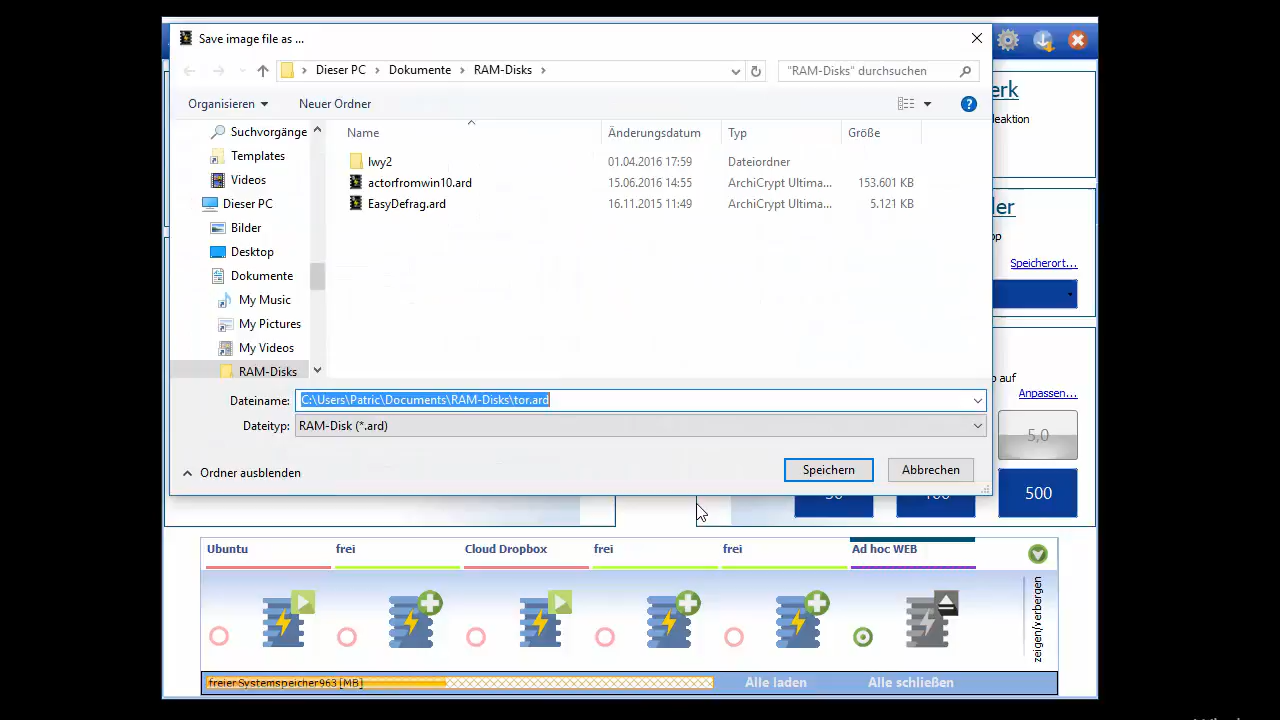 Save image file as ...
Dieser PC
Dokumente
RAM-Disks
"RAM-Disks" durchsuchen
Organisieren
Neuer Ordner
Suchvorgänge
Templates
Videos
Dieser PC
Bilder
Desktop
Dokumente
My Music
My Pictures
My Videos
RAM-Disks
Name Änderungsdatum Typ Größe
lwy2 01.04.2016 17:59 Dateiordner
actorfromwin10.ard 15.06.2016 14:55 ArchiCrypt Ultima... 153.601 KB
EasyDefrag.ard 16.11.2015 11:49 ArchiCrypt Ultima... 5.121 KB
Dateiname: C:\Users\Patric\Documents\RAM-Disks\tor.ard
Dateityp: RAM-Disk (*.ard)
Ordner ausblenden
Speichern
Abbrechen
erk
leaktion
ler
op
Speicherort...
o auf
Anpassen...
5,0
500
Ubuntu
frei
Cloud Dropbox
frei
frei
Ad hoc WEB
zeigen/verbergen
freier Systemspeicher 963 [MB]
Alle laden
Alle schließen